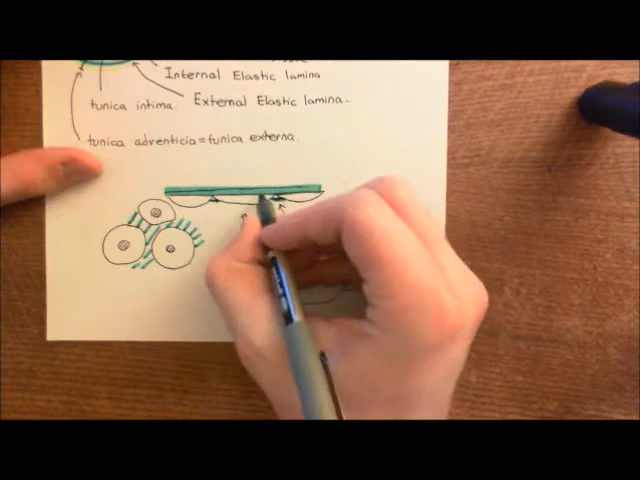 Internal Elastic lamina
tunica intima.
External Elastic lamina.
tunica adventicia=tunica externa.